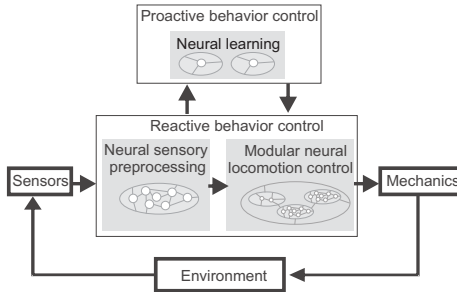 Proactive behavior control
Neural learning
Reactive behavior control
Neural sensory
preprocessing
Modular neural
locomotion control
Sensors
Mechanics
Environment